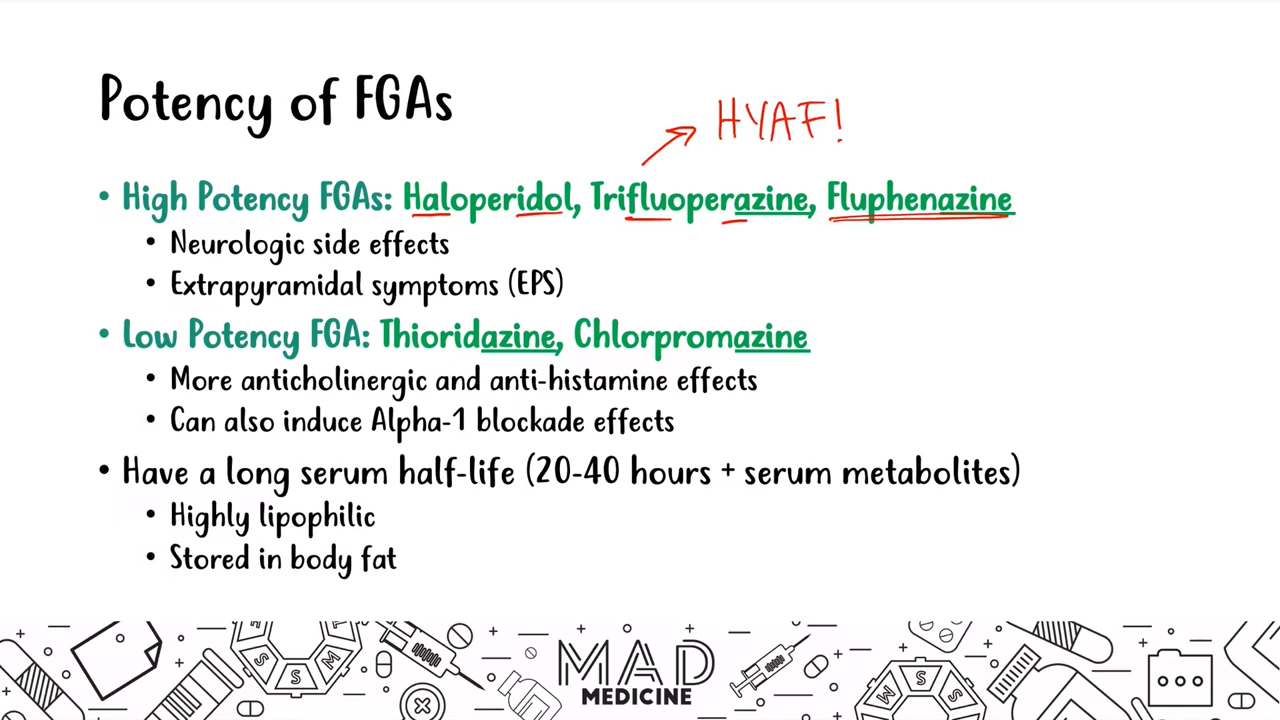 Potency of FGAs
HYAF!
• High Potency FGAs: Haloperidol, Trifluoperazine, Fluphenazine
• Neurologic side effects
• Extrapyramidal symptoms (EPS)
• Low Potency FGA: Thioridazine, Chlorpromazine
• More anticholinergic and anti-histamine effects
• Can also induce Alpha-1 blockade effects
• Have a long serum half-life (20-40 hours + serum metabolites)
• Highly lipophilic
• Stored in body fat
MAD
MEDICINE